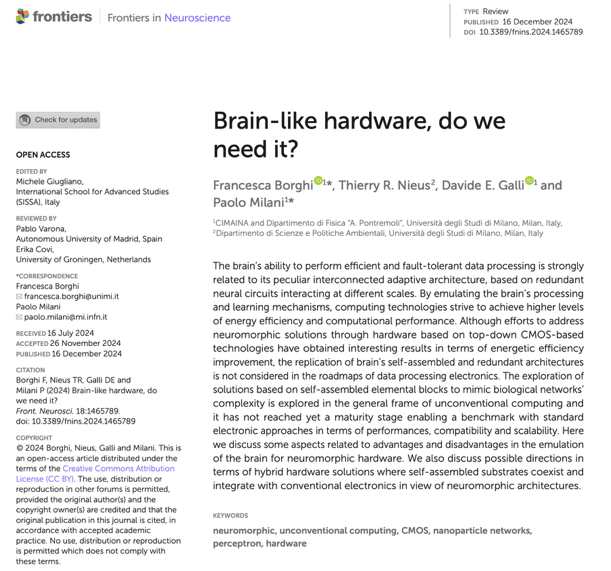 frontiers | Frontiers in Neuroscience
TYPE Review
PUBLISHED 16 December 2024
DOI 10.3389/fnins.2024.1465789
Check for updates
OPEN ACCESS
EDITED BY
Michele Giugliano,
International School for Advanced Studies
(SISSA), Italy
REVIEWED BY
Pablo Varona,
Autonomous University of Madrid, Spain
Erika Covi,
University of Groningen, Netherlands
*CORRESPONDENCE
Francesca Borghi
francesca.borghi@unimi.it
Paolo Milani
paolo.milani@mi.infn.it
RECEIVED 16 July 2024
ACCEPTED 26 November 2024
PUBLISHED 16 December 2024
CITATION
Borghi F, Nieus TR, Galli DE and
Milani P (2024) Brain-like hardware, do
we need it?
Front. Neurosci. 18:1465789.
doi: 10.3389/fnins.2024.1465789
COPYRIGHT
© 2024 Borghi, Nieus, Galli and Milani. This is
an open-access article distributed under the
terms of the Creative Commons Attribution
License (CC BY). The use, distribution or
reproduction in other forums is permitted,
provided the original author(s) and the
copyright owner(s) are credited and that the
original publication in this journal is cited, in
accordance with accepted academic
practice. No use, distribution or reproduction
is permitted which does not comply with
these terms.
Brain-like hardware, do we
need it?
Francesca Borghi iD 1*, Thierry R. Nieus2, Davide E. Galli iD 1 and
Paolo Milani1*
1CIMAINA and Dipartimento di Fisica "A. Pontremoli", Università degli Studi di Milano, Milan, Italy,
2Dipartimento di Scienze e Politiche Ambientali, Università degli Studi di Milano, Milan, Italy
The brain's ability to perform efficient and fault-tolerant data processing is strongly
related to its peculiar interconnected adaptive architecture, based on redundant
neural circuits interacting at different scales. By emulating the brain's processing
and learning mechanisms, computing technologies strive to achieve higher levels
of energy efficiency and computational performance. Although efforts to address
neuromorphic solutions through hardware based on top-down CMOS-based
technologies have obtained interesting results in terms of energetic efficiency
improvement, the replication of brain's self-assembled and redundant architectures
is not considered in the roadmaps of data processing electronics. The exploration of
solutions based on self-assembled elemental blocks to mimic biological networks'
complexity is explored in the general frame of unconventional computing and
it has not reached yet a maturity stage enabling a benchmark with standard
electronic approaches in terms of performances, compatibility and scalability. Here
we discuss some aspects related to advantages and disadvantages in the emulation
of the brain for neuromorphic hardware. We also discuss possible directions in
terms of hybrid hardware solutions where self-assembled substrates coexist and
integrate with conventional electronics in view of neuromorphic architectures.
KEYWORDS
neuromorphic, unconventional computing, CMOS, nanoparticle networks,
perceptron, hardware